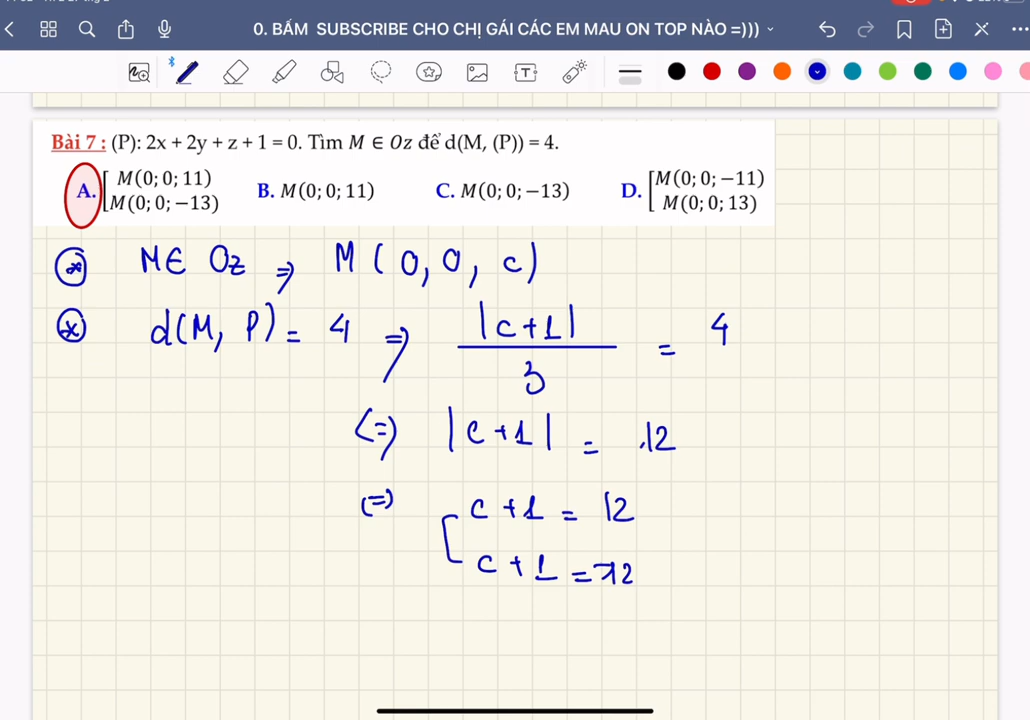 0. BẤM SUBSCRIBE CHO CHỊ GÁI CÁC EM MAU ON TOP NÀO =)))
Bài 7 : (P): 2x + 2y + z + 1 = 0. Tìm M ∈ Oz để d(M, (P)) = 4.
A. [ M(0; 0; 11) M(0; 0; −13) B. M(0; 0; 11) C. M(0; 0; −13) D. [ M(0; 0; −11) M(0; 0; 13)
M ∈ Oz ⇒ M ( 0, 0, c )
d(M, P) = 4 ⇒ |c + 1| / 3 = 4
<=> |c + 1| = 12
(=) [ c + 1 = 12
c + 1 = -12